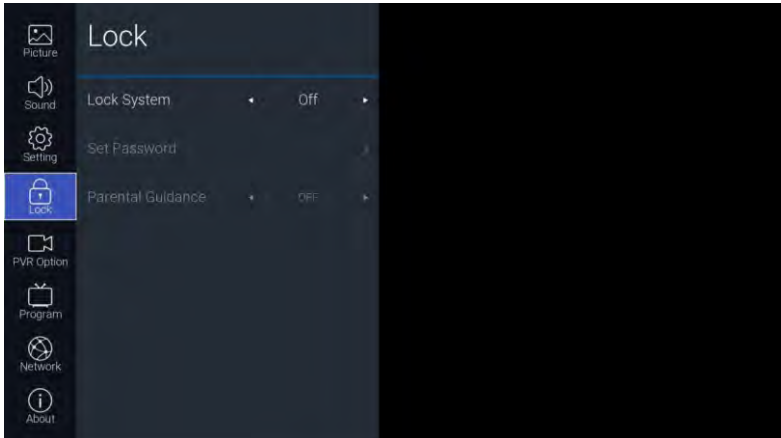 Picture
Sound
Setting
Lock
PVR Option
Program
Network
About
Lock
Lock System Off
Set Password
Parental Guidance OFF